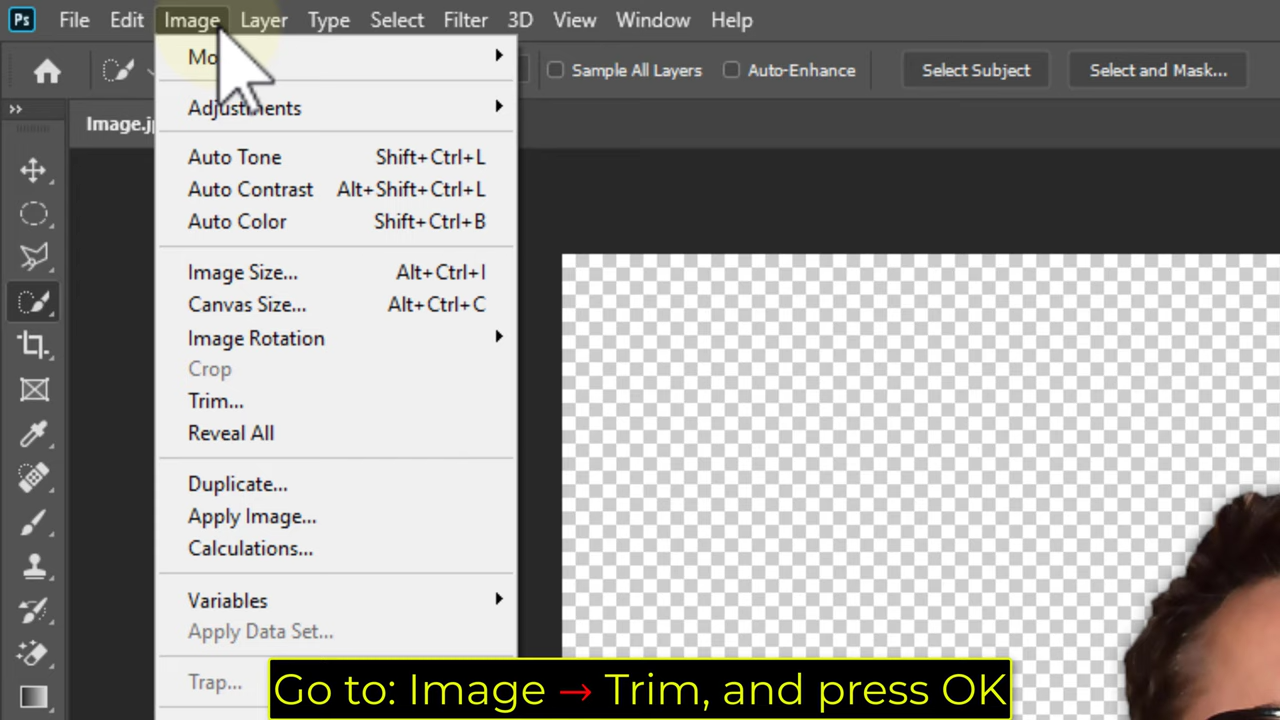 Ps File Edit Image Layer Type Select Filter 3D View Window Help
Sample All Layers Auto-Enhance Select Subject Select and Mask...
Adjustments
Image.j
Auto Tone Shift+Ctrl+L
Auto Contrast Alt+Shift+Ctrl+L
Auto Color Shift+Ctrl+B
Image Size... Alt+Ctrl+I
Canvas Size... Alt+Ctrl+C
Image Rotation
Crop
Trim...
Reveal All
Duplicate...
Apply Image...
Calculations...
Variables
Apply Data Set...
Trap...
Go to: Image → Trim, and press OK